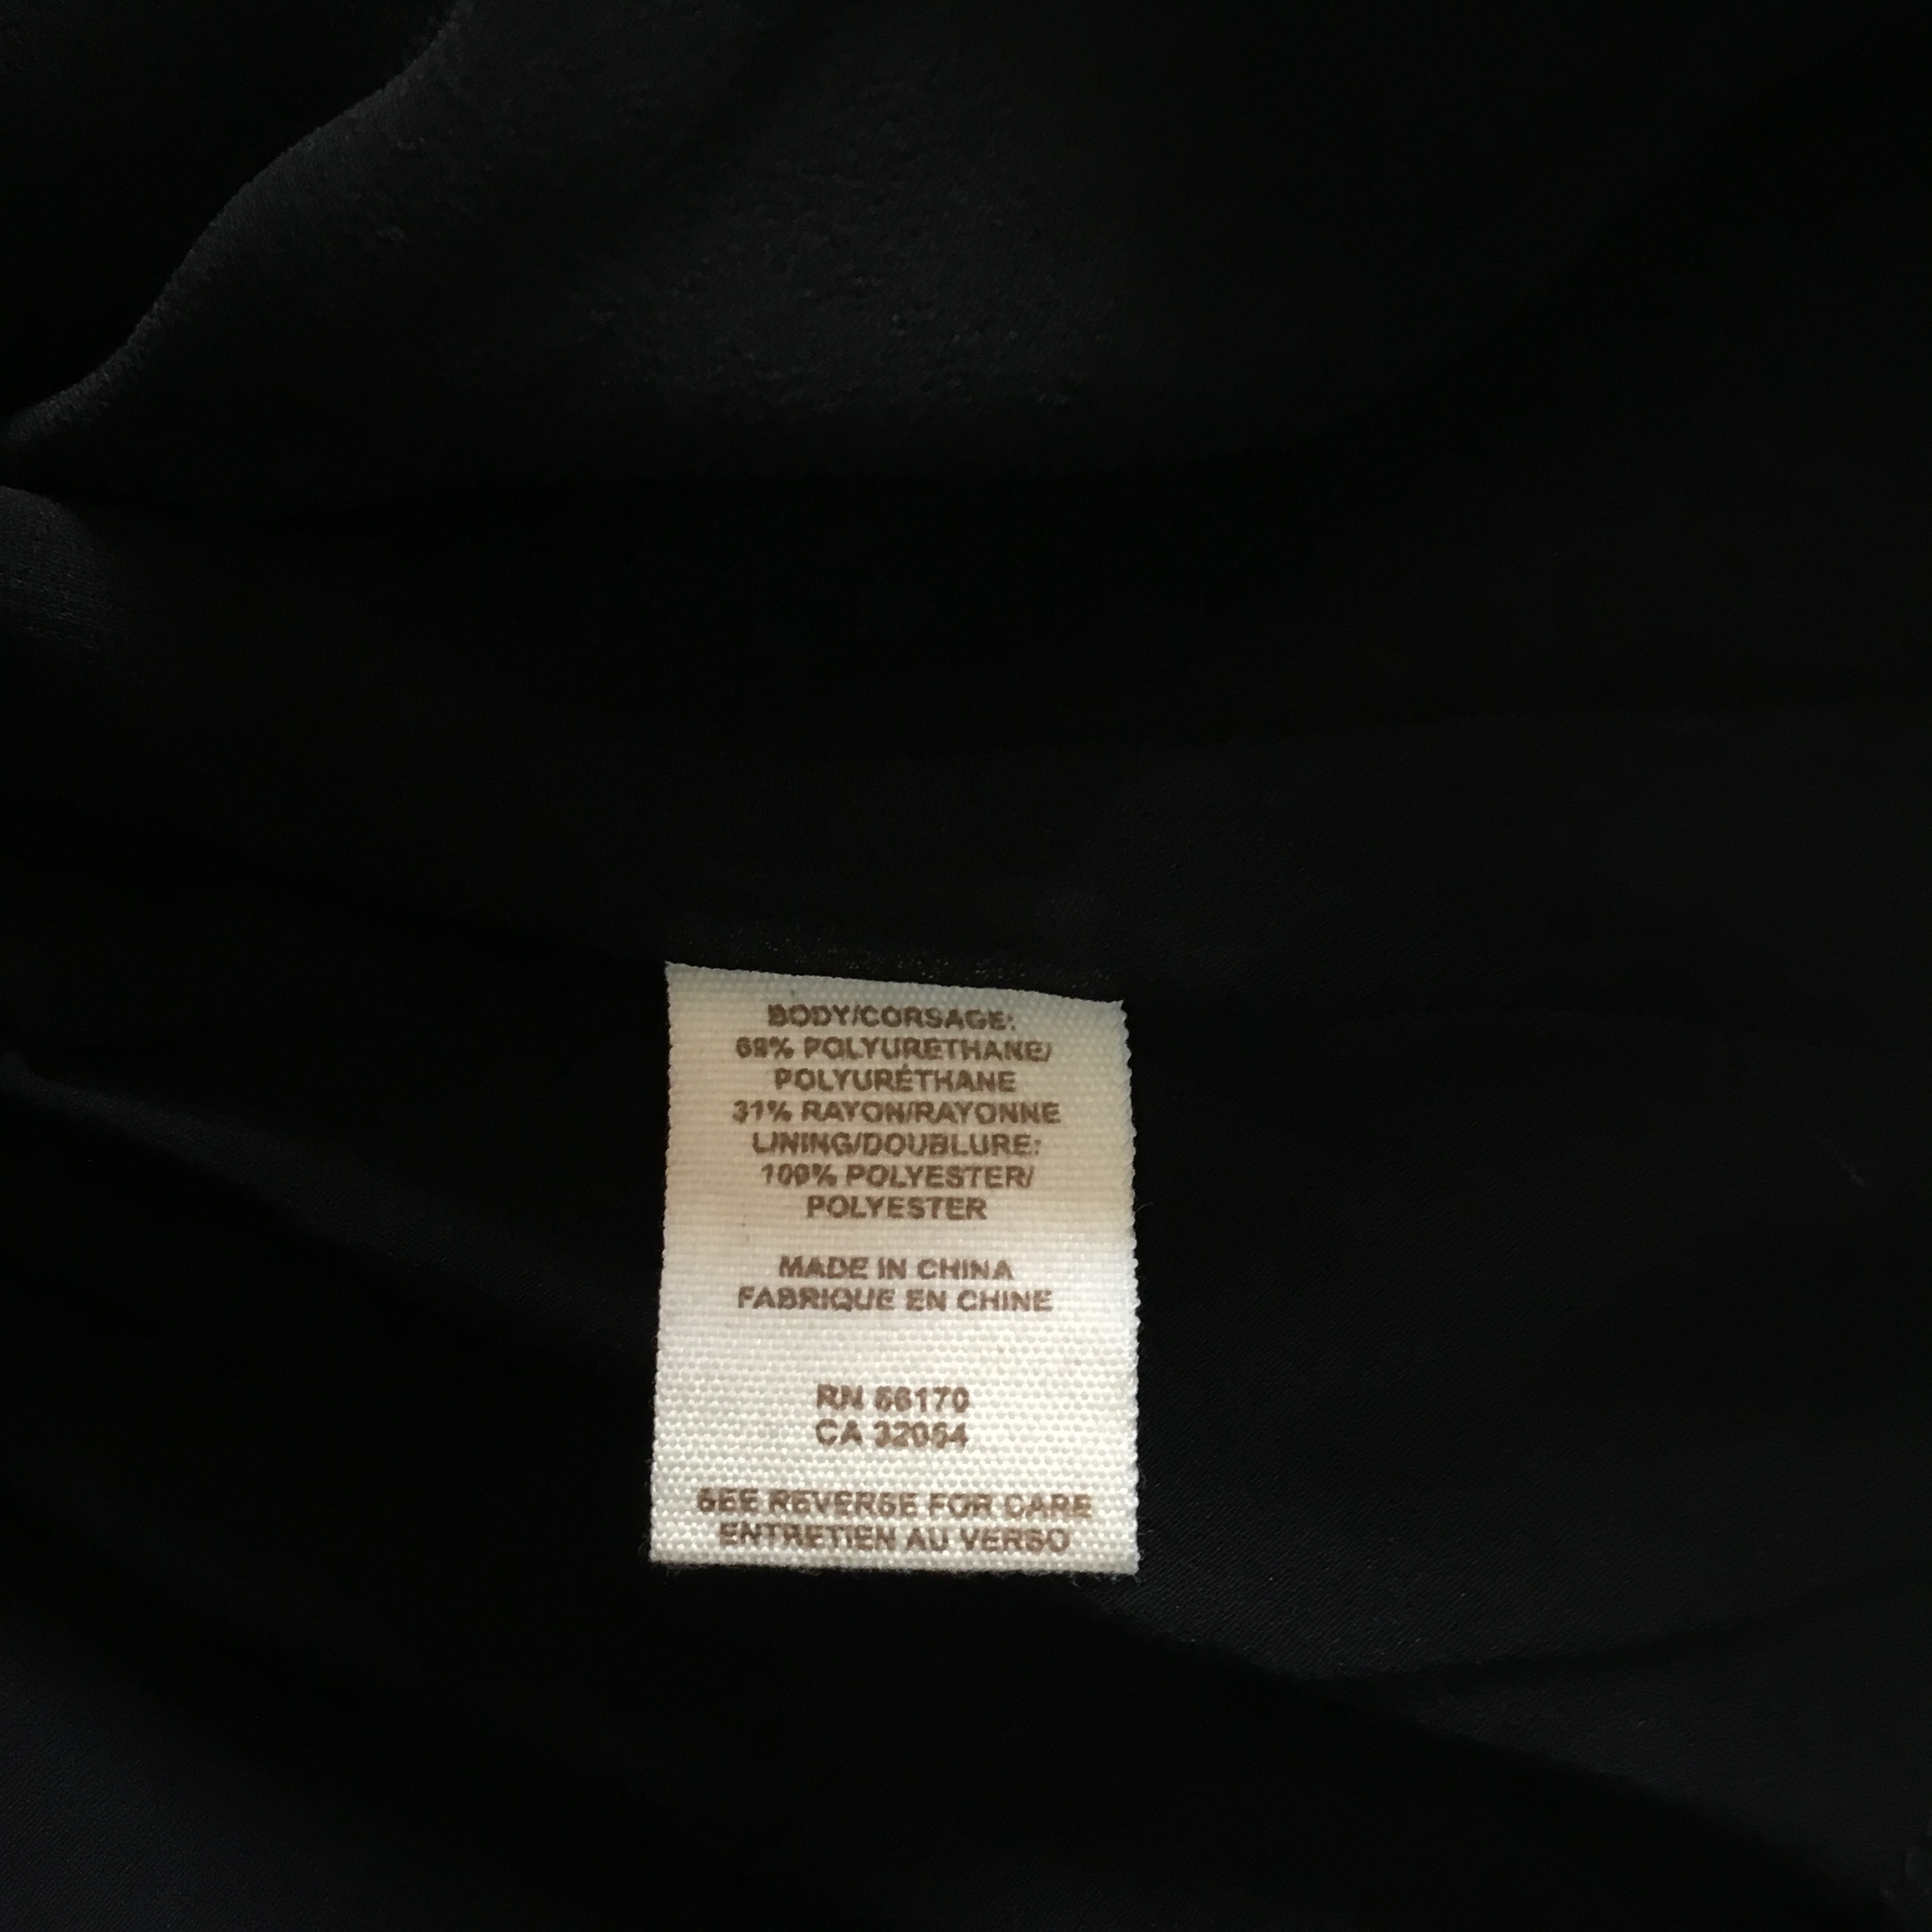 BODY/CORSAGE:
69% POLYURETHANE/
POLYURÉTHANE
31% RAYON/RAYONNE
LINING/DOUBLURE:
100% POLYESTER/
POLYESTER
MADE IN CHINA
FABRIQUE EN CHINE
RN 66170
CA 32054
SEE REVERSE FOR CARE
ENTRETIEN AU VERSO